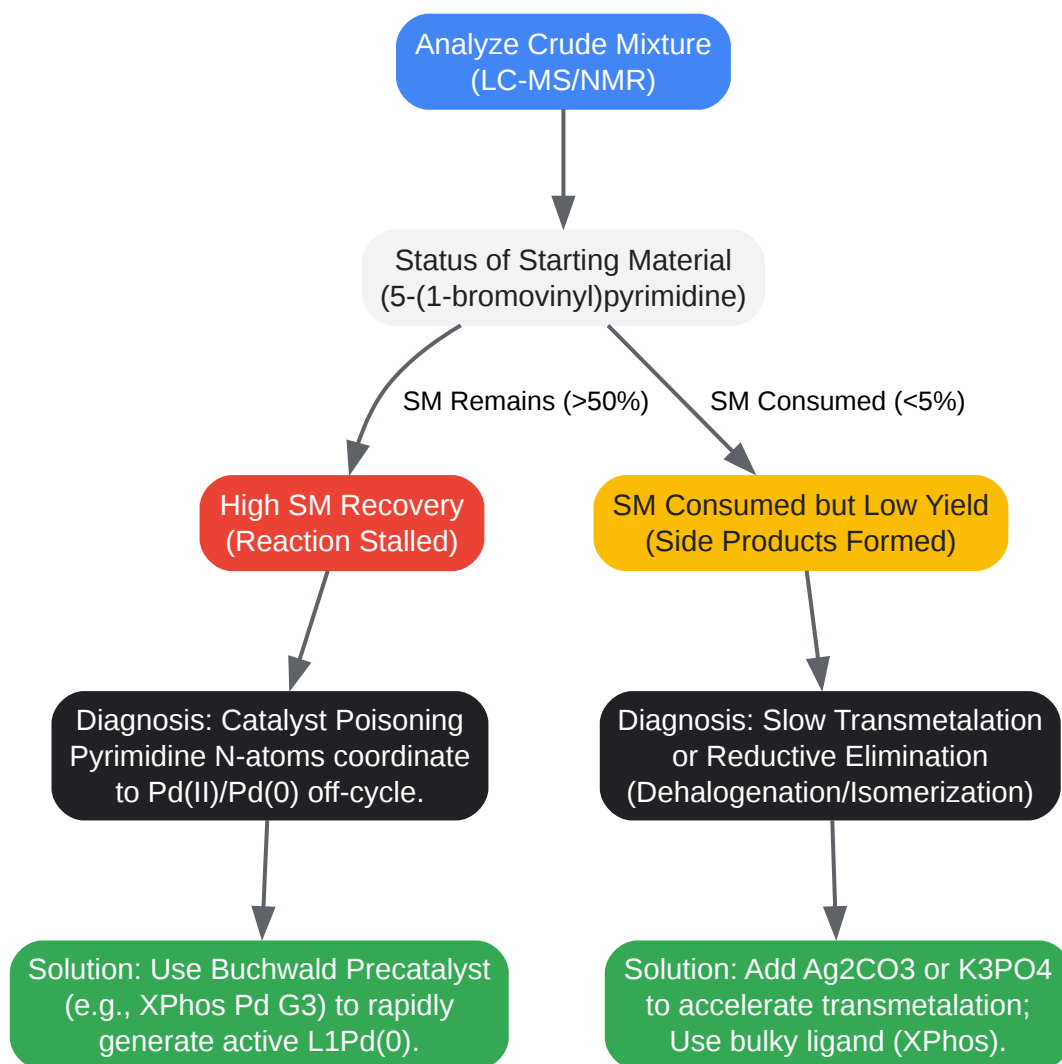 Analyze Crude Mixture
(LC-MS/NMR)
Status of Starting Material
(5-(1-bromovinyl)pyrimidine)
SM Remains (>50%)
SM Consumed (<5%)
High SM Recovery
(Reaction Stalled)
SM Consumed but Low Yield
(Side Products Formed)
Diagnosis: Catalyst Poisoning
Pyrimidine N-atoms coordinate
to Pd(II)/Pd(0) off-cycle.
Diagnosis: Slow Transmetalation
or Reductive Elimination
(Dehalogenation/Isomerization)
Solution: Use Buchwald Precatalyst
(e.g., XPhos Pd G3) to rapidly
generate active L1Pd(0).
Solution: Add Ag2CO3 or K3PO4
to accelerate transmetalation;
Use bulky ligand (XPhos).